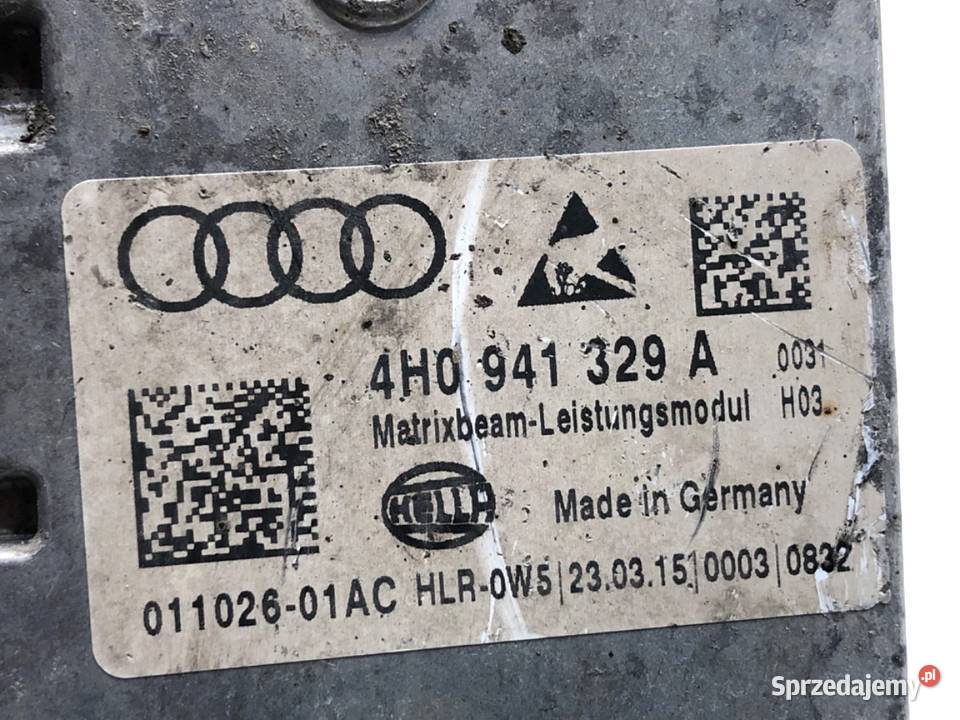 4H0 941 329 A 0031
Matrixbeam-Leistungsmodul H03
HELLA Made in Germany
011026-01AC HLR-0W5|23.03.15|0003|0832
Sprzedajemy.pl